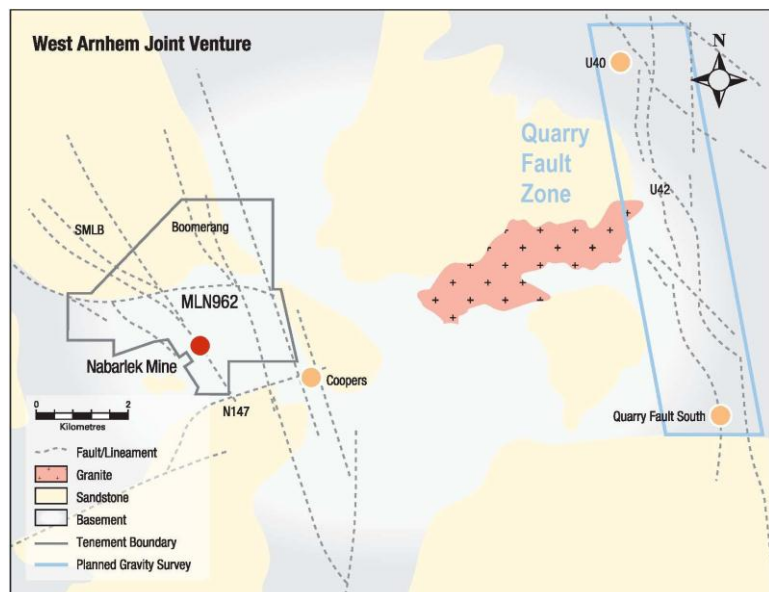 West Arnhem Joint Venture
N
U40
Quarry
Fault
Zone
U42
SMLB
Boomerang
MLN962
Nabarlek Mine
Coopers
N147
Quarry Fault South
0 2
Kilometres
Fault/Lineament
Granite
Sandstone
Basement
Tenement Boundary
Planned Gravity Survey